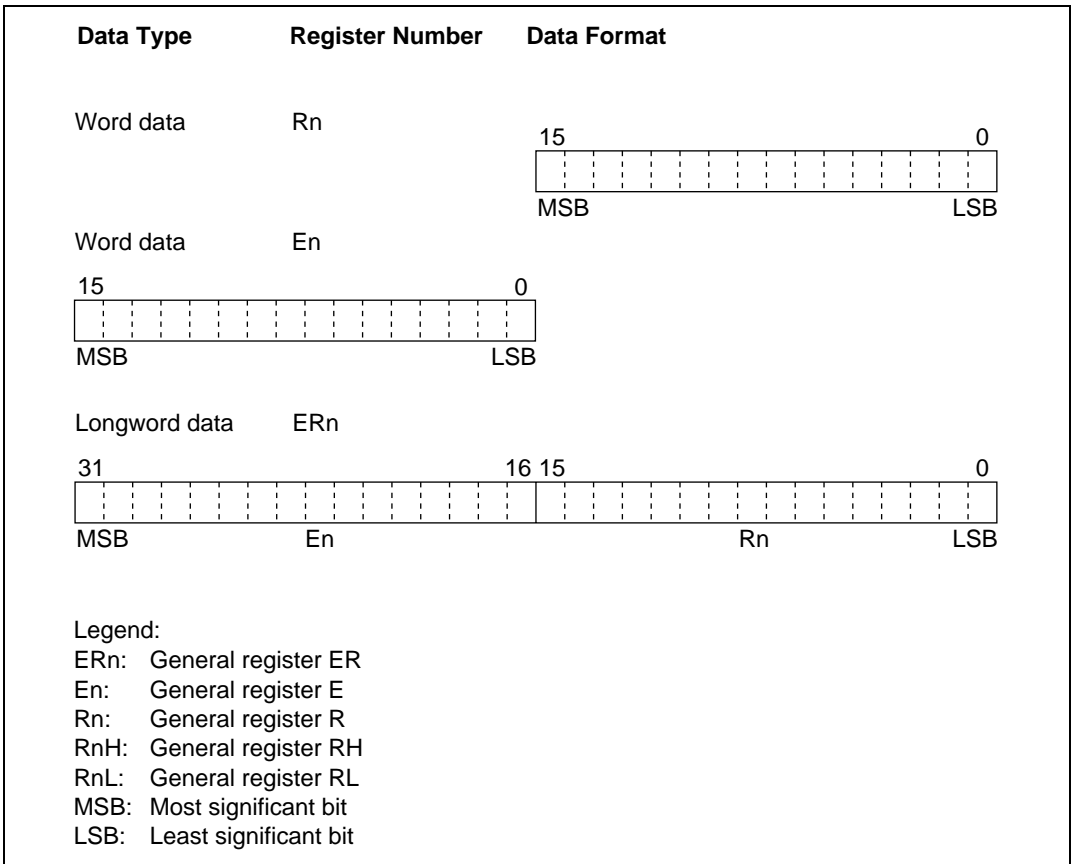 Data Type Register Number Data Format
Word data Rn
15 0
MSB LSB
Word data En
15 0
MSB LSB
Longword data ERn
31 16 15 0
MSB En Rn LSB
Legend:
ERn: General register ER
En: General register E
Rn: General register R
RnH: General register RH
RnL: General register RL
MSB: Most significant bit
LSB: Least significant bit